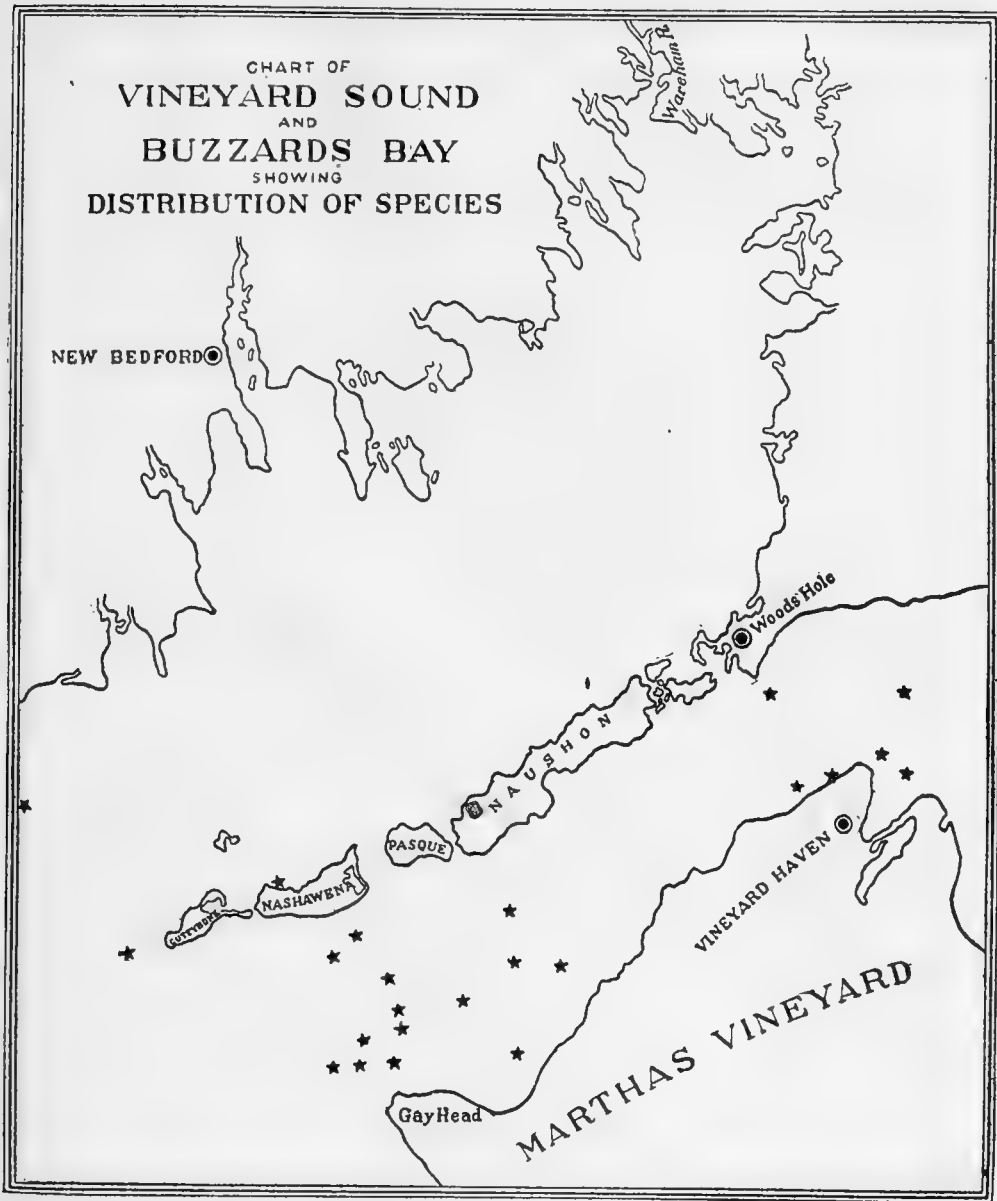 CHART OF
VINEYARD SOUND
AND
BUZZARDS BAY
SHOWING
DISTRIBUTION OF SPECIES
Wareham R.
NEW BEDFORD
Woods Hole
NAUSHON
PASQUE
NASHAWENA
CUTTYHUNK
VINEYARD HAVEN
MARTHAS VINEYARD
Gay Head